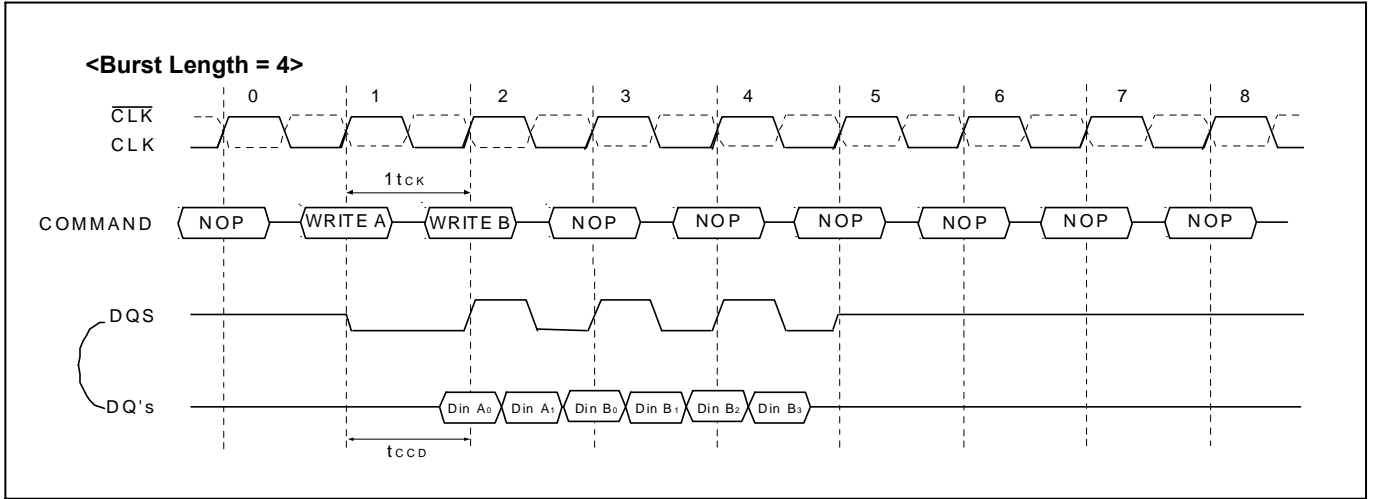 <Burst Length = 4>
0 1 2 3 4 5 6 7 8
CLK
CLK
1tCK
COMMAND NOP WRITE A WRITE B NOP NOP NOP NOP NOP NOP
DQS
DQ's Din A0 Din A1 Din B0 Din B1 Din B2 Din B3
tCCD